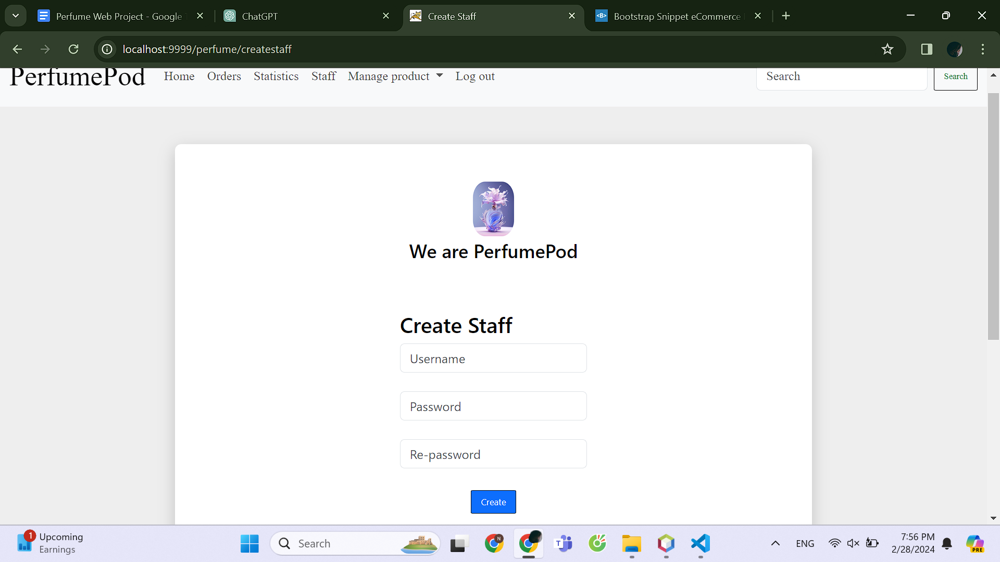 Perfume Web Project - Google
ChatGPT
Create Staff
Bootstrap Snippet eCommerce
localhost:9999/perfume/createstaff
PerfumePod
Home
Orders
Statistics
Staff
Manage product
Log out
Search
Search
We are PerfumePod
Create Staff
Username
Password
Re-password
Create
1
Upcoming
Earnings
Search
N
T
ENG
7:56 PM
2/28/2024
PRE